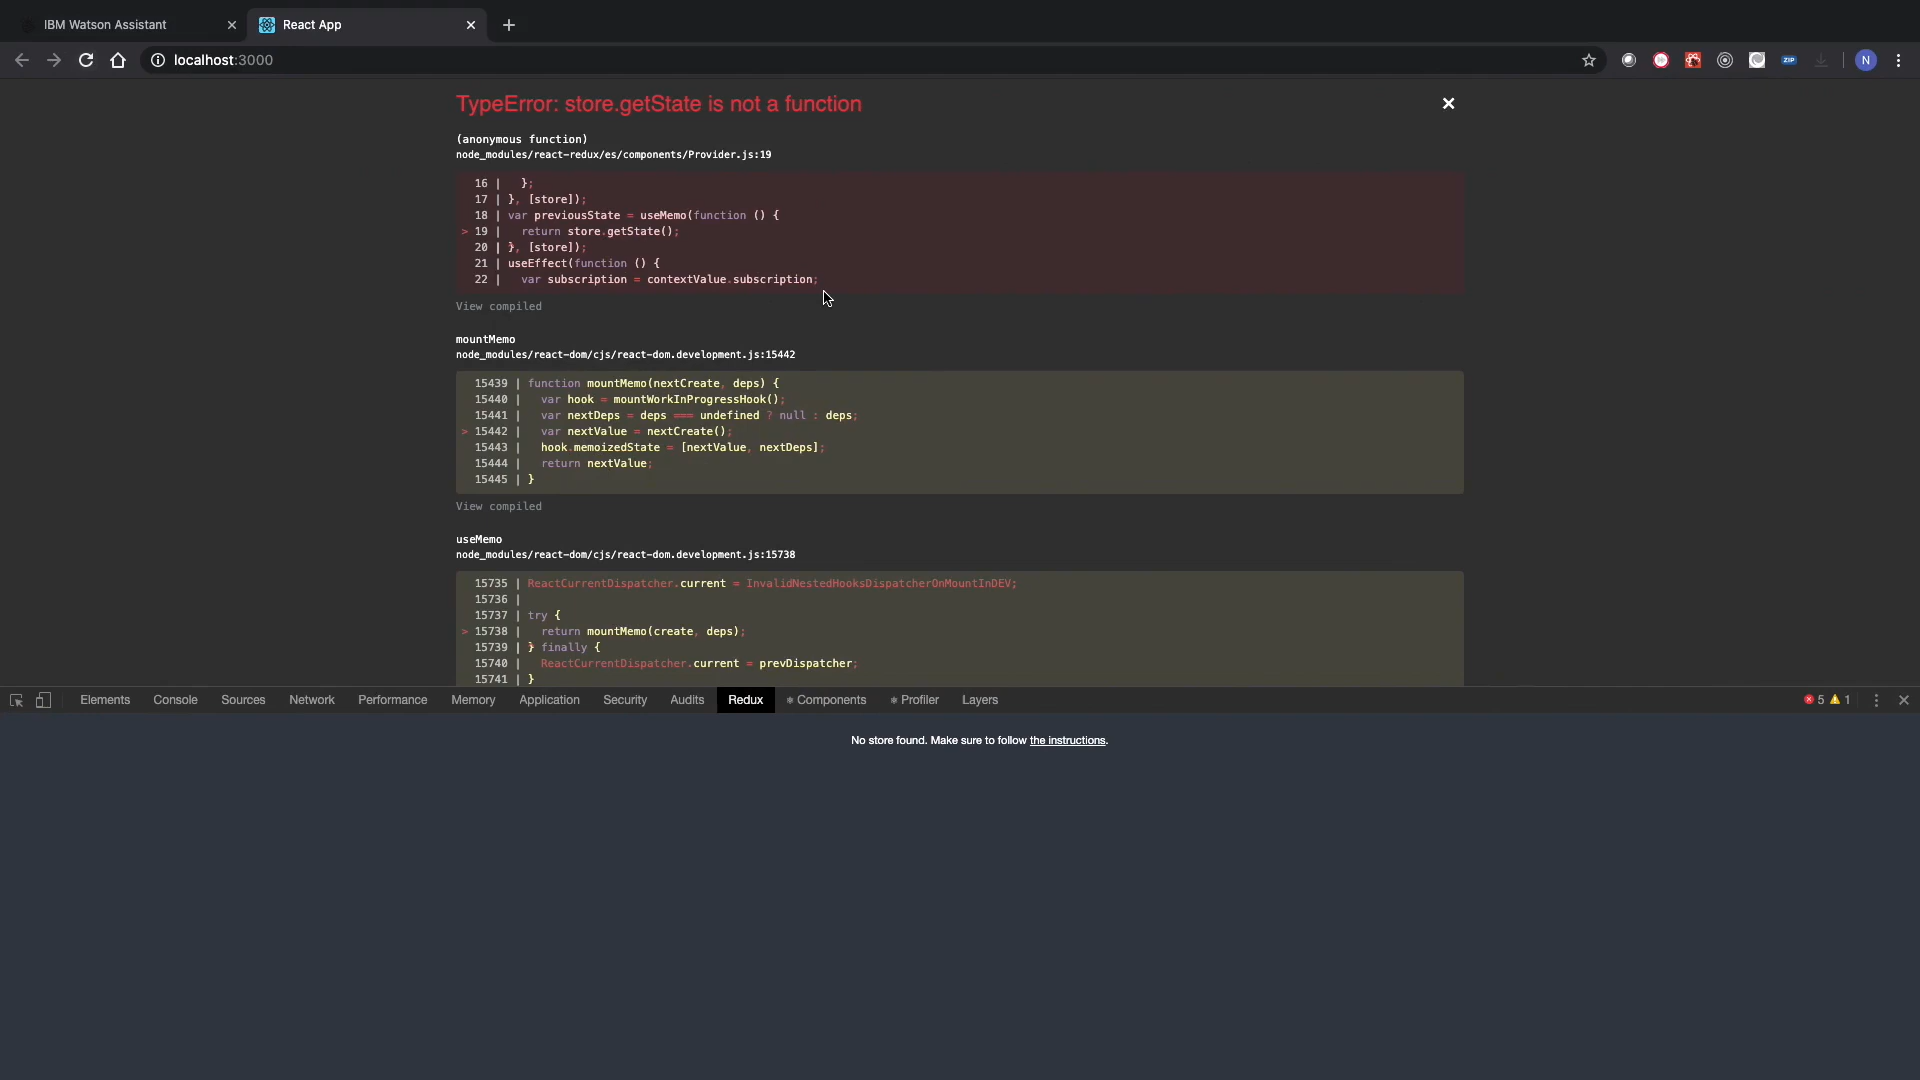 IBM Watson Assistant
React App
localhost:3000
ZIP
N
TypeError: store.getState is not a function
(anonymous function)
node_modules/react-redux/es/components/Provider.js:19
16 |   };
17 | }, [store]);
18 | var previousState = useMemo(function () {
> 19 |   return store.getState();
20 | }, [store]);
21 | useEffect(function () {
22 |   var subscription = contextValue.subscription;
View compiled
mountMemo
node_modules/react-dom/cjs/react-dom.development.js:15442
15439 | function mountMemo(nextCreate, deps) {
15440 |   var hook = mountWorkInProgressHook();
15441 |   var nextDeps = deps === undefined ? null : deps;
> 15442 |   var nextValue = nextCreate();
15443 |   hook.memoizedState = [nextValue, nextDeps];
15444 |   return nextValue;
15445 | }
View compiled
useMemo
node_modules/react-dom/cjs/react-dom.development.js:15738
15735 | ReactCurrentDispatcher.current = InvalidNestedHooksDispatcherOnMountInDEV;
15736 |
15737 | try {
> 15738 |   return mountMemo(create, deps);
15739 | } finally {
15740 |   ReactCurrentDispatcher.current = prevDispatcher;
15741 | }
Elements Console Sources Network Performance Memory Application Security Audits Redux Components Profiler Layers 5 1
No store found. Make sure to follow the instructions.